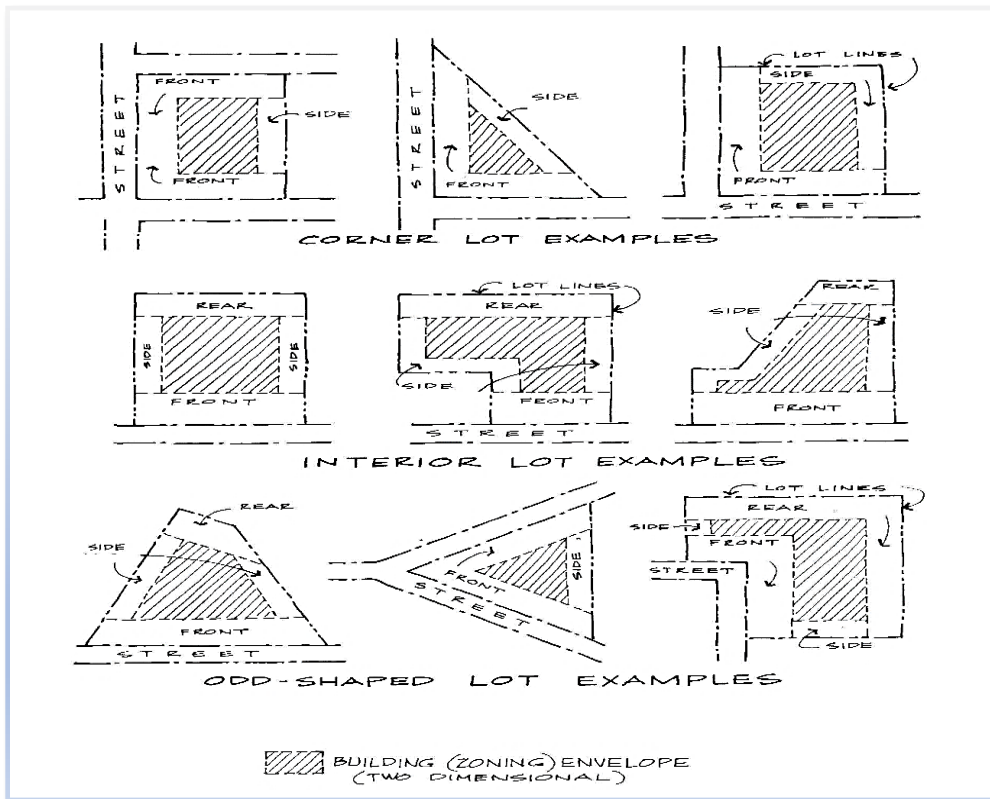 FRONT
SIDE
STREET
FRONT
SIDE
STREET
FRONT
LOT LINES
SIDE
FRONT
STREET
CORNER LOT EXAMPLES
REAR
SIDE
SIDE
FRONT
LOT LINES
REAR
SIDE
FRONT
STREET
REAR
SIDE
FRONT
INTERIOR LOT EXAMPLES
REAR
SIDE
FRONT
STREET
FRONT
SIDE
STREET
LOT LINES
REAR
SIDE
FRONT
STREET
SIDE
ODD-SHAPED LOT EXAMPLES
BUILDING (ZONING) ENVELOPE
(TWO DIMENSIONAL)